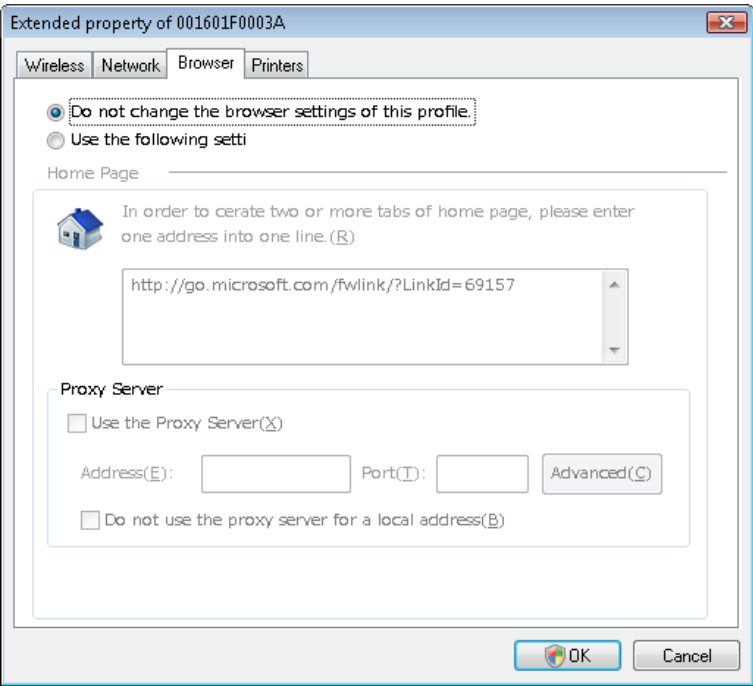 Extended property of 001601F0003A
Wireless Network Browser Printers
Do not change the browser settings of this profile.
Use the following setti
Home Page
In order to cerate two or more tabs of home page, please enter
one address into one line.(R)
http://go.microsoft.com/fwlink/?LinkId=69157
Proxy Server
Use the Proxy Server(X)
Address(E): Port(T): Advanced(C)
Do not use the proxy server for a local address(B)
OK Cancel